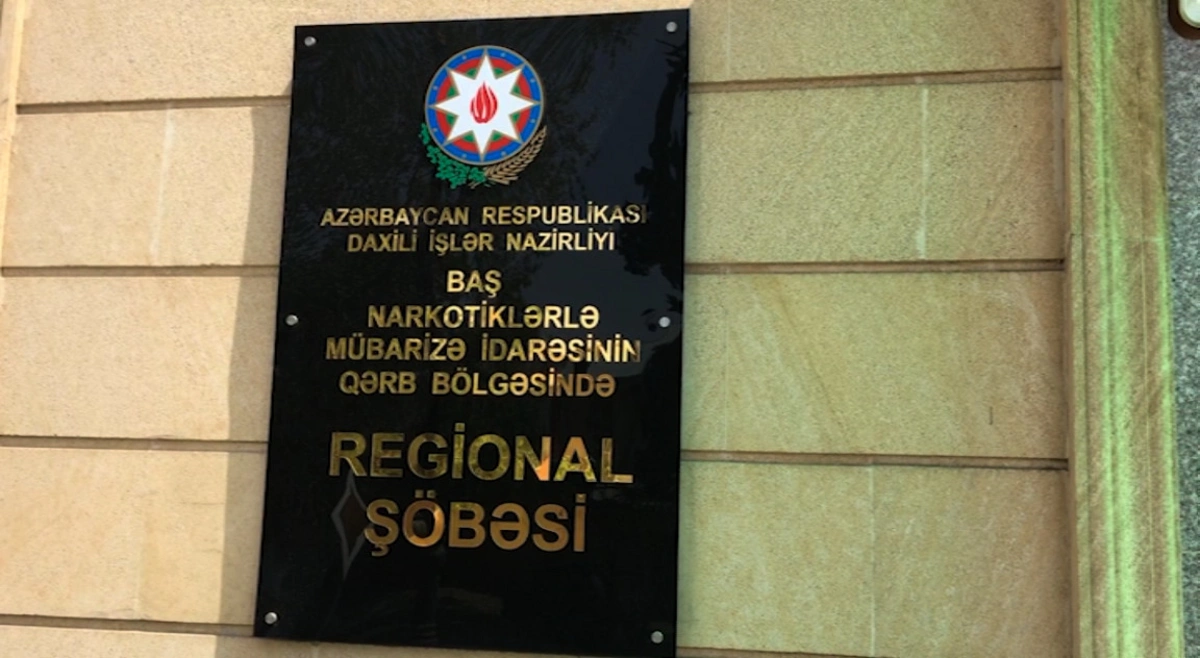 AZƏRBAYCAN RESPUBLİKASI
DAXİLİ İŞLƏR NAZİRLİYI
BAŞ
NARKOTİKLƏRLƏ
MÜBARİZƏ İDARƏSİNİN
QƏRB BÖLGƏSİNDƏ
REGİONAL
ŞÖBƏSİ